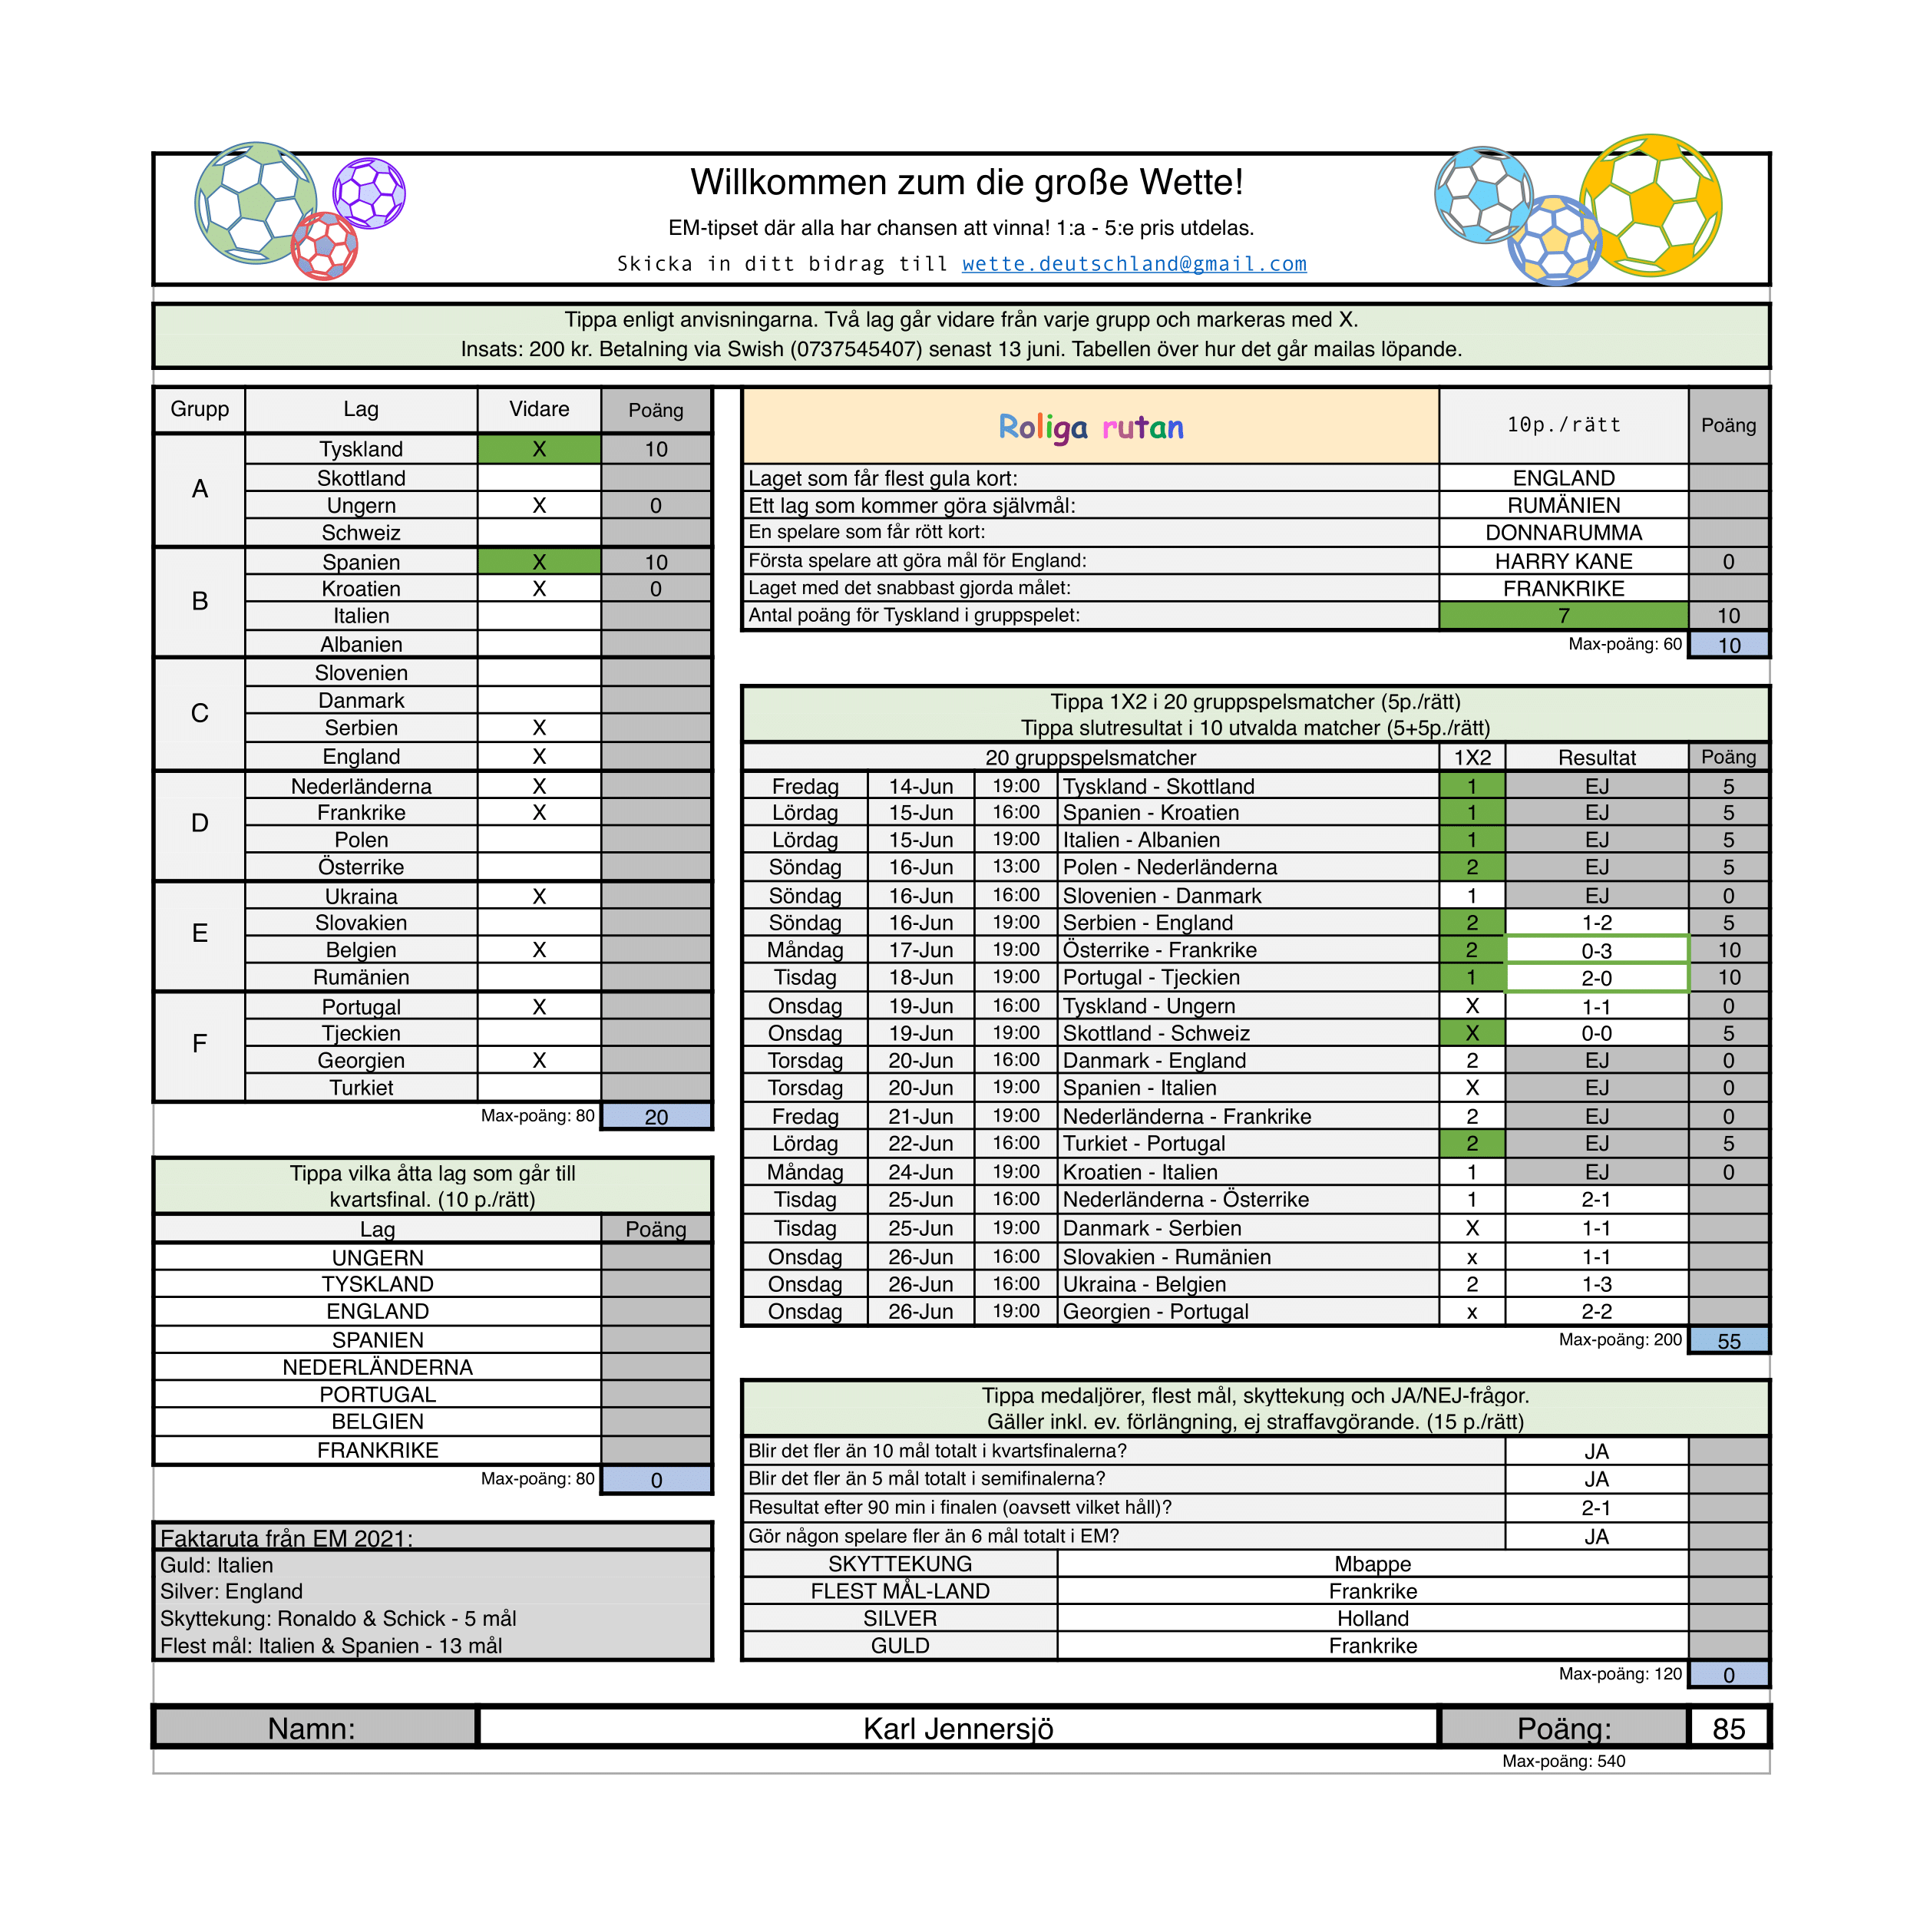 Willkommen zum die große Wette!
EM-tipset där alla har chansen att vinna! 1:a - 5:e pris utdelas.
Skicka in ditt bidrag till wette.deutschland@gmail.com
Tippa enligt anvisningarna. Två lag går vidare från varje grupp och markeras med X.
Insats: 200 kr. Betalning via Swish (0737545407) senast 13 juni. Tabellen över hur det går mailas löpande.
Grupp Lag Vidare Poäng
A
Tyskland X 10
Skottland
Ungern X 0
Schweiz
B
Spanien X 10
Kroatien X 0
Italien
Albanien
C
Slovenien
Danmark
Serbien X
England X
D
Nederländerna X
Frankrike X
Polen
Österrike
E
Ukraina X
Slovakien
Belgien X
Rumänien
F
Portugal X
Tjeckien
Georgien X
Turkiet
Max-poäng: 80 20
Tippa vilka åtta lag som går till
kvartsfinal. (10 p./rätt)
Lag Poäng
UNGERN
TYSKLAND
ENGLAND
SPANIEN
NEDERLÄNDERNA
PORTUGAL
BELGIEN
FRANKRIKE
Max-poäng: 80 0
Faktaruta från EM 2021:
Guld: Italien
Silver: England
Skyttekung: Ronaldo & Schick - 5 mål
Flest mål: Italien & Spanien - 13 mål
Roliga rutan 10p./rätt Poäng
Laget som får flest gula kort: ENGLAND
Ett lag som kommer göra självmål: RUMÄNIEN
En spelare som får rött kort: DONNARUMMA
Första spelare att göra mål för England: HARRY KANE 0
Laget med det snabbast gjorda målet: FRANKRIKE
Antal poäng för Tyskland i gruppspelet: 7 10
Max-poäng: 60 10
Tippa 1X2 i 20 gruppspelsmatcher (5p./rätt)
Tippa slutresultat i 10 utvalda matcher (5+5p./rätt)
20 gruppspelsmatcher 1X2 Resultat Poäng
Fredag 14-Jun 19:00 Tyskland - Skottland 1 EJ 5
Lördag 15-Jun 16:00 Spanien - Kroatien 1 EJ 5
Lördag 15-Jun 19:00 Italien - Albanien 1 EJ 5
Söndag 16-Jun 13:00 Polen - Nederländerna 2 EJ 5
Söndag 16-Jun 16:00 Slovenien - Danmark 1 EJ 0
Söndag 16-Jun 19:00 Serbien - England 2 1-2 5
Måndag 17-Jun 19:00 Österrike - Frankrike 2 0-3 10
Tisdag 18-Jun 19:00 Portugal - Tjeckien 1 2-0 10
Onsdag 19-Jun 16:00 Tyskland - Ungern X 1-1 0
Onsdag 19-Jun 19:00 Skottland - Schweiz X 0-0 5
Torsdag 20-Jun 16:00 Danmark - England 2 EJ 0
Torsdag 20-Jun 19:00 Spanien - Italien X EJ 0
Fredag 21-Jun 19:00 Nederländerna - Frankrike 2 EJ 0
Lördag 22-Jun 16:00 Turkiet - Portugal 2 EJ 5
Måndag 24-Jun 19:00 Kroatien - Italien 1 EJ 0
Tisdag 25-Jun 16:00 Nederländerna - Österrike 1 2-1
Tisdag 25-Jun 19:00 Danmark - Serbien X 1-1
Onsdag 26-Jun 16:00 Slovakien - Rumänien x 1-1
Onsdag 26-Jun 16:00 Ukraina - Belgien 2 1-3
Onsdag 26-Jun 19:00 Georgien - Portugal x 2-2
Max-poäng: 200 55
Tippa medaljörer, flest mål, skyttekung och JA/NEJ-frågor.
Gäller inkl. ev. förlängning, ej straffavgörande. (15 p./rätt)
Blir det fler än 10 mål totalt i kvartsfinalerna? JA
Blir det fler än 5 mål totalt i semifinalerna? JA
Resultat efter 90 min i finalen (oavsett vilket håll)? 2-1
Gör någon spelare fler än 6 mål totalt i EM? JA
SKYTTEKUNG Mbappe
FLEST MÅL-LAND Frankrike
SILVER Holland
GULD Frankrike
Max-poäng: 120 0
Namn: Karl Jennersjö Poäng: 85
Max-poäng: 540